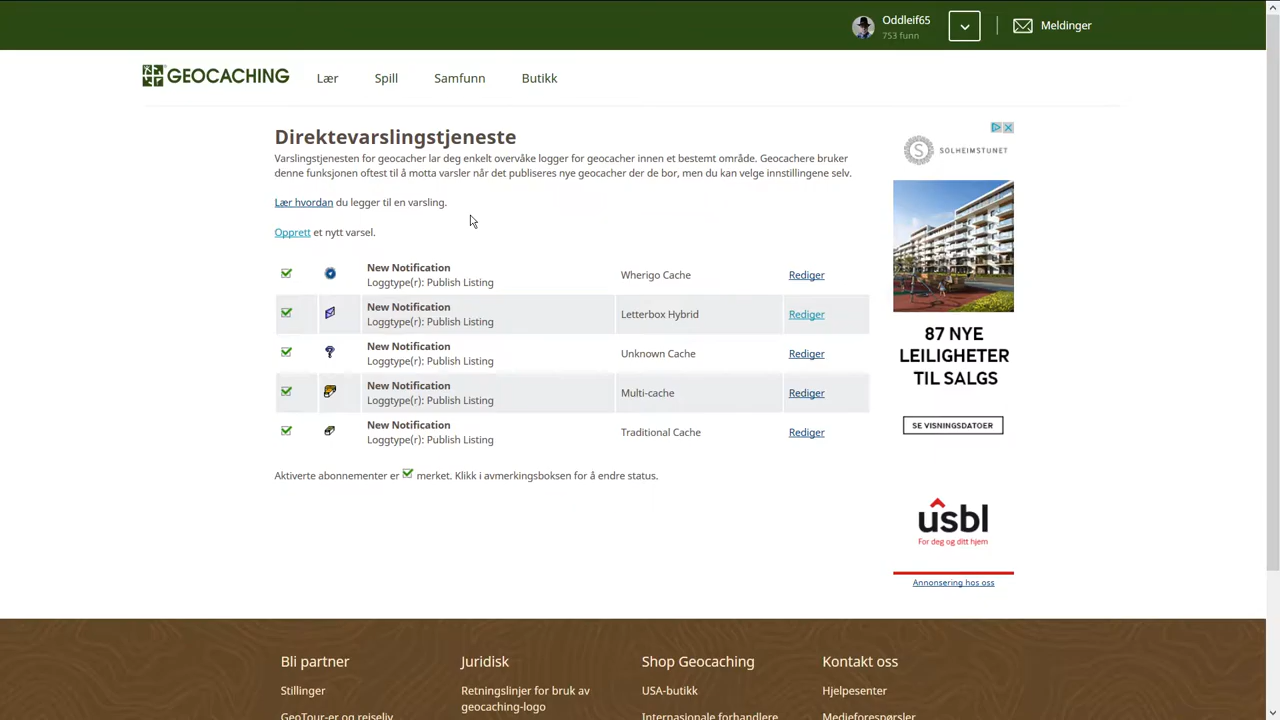 Oddleif65
753 funn
Meldinger
GEOCACHING
Lær
Spill
Samfunn
Butikk
Direktevarslingstjeneste
Varslingstjenesten for geocacher lar deg enkelt overvåke logger for geocacher innen et bestemt område. Geocachere bruker
denne funksjonen oftest til å motta varsler når det publiseres nye geocacher der de bor, men du kan velge innstillingene selv.
Lær hvordan du legger til en varsling.
Opprett et nytt varsel.
New Notification
Loggtype(r): Publish Listing
Wherigo Cache
Rediger
New Notification
Loggtype(r): Publish Listing
Letterbox Hybrid
Rediger
New Notification
Loggtype(r): Publish Listing
Unknown Cache
Rediger
New Notification
Loggtype(r): Publish Listing
Multi-cache
Rediger
New Notification
Loggtype(r): Publish Listing
Traditional Cache
Rediger
Aktiverte abonnementer er merket. Klikk i avmerkingsboksen for å endre status.
S SOLHEIMSTUNET
87 NYE
LEILIGHETER
TIL SALGS
SE VISNINGSDATOER
usbl
For deg og ditt hjem
Annonsering hos oss
Bli partner
Stillinger
GeoTour-er og reiseliv
Juridisk
Retningslinjer for bruk av
geocaching-logo
Shop Geocaching
USA-butikk
Internasjonale forhandlere
Kontakt oss
Hjelpesenter
Medieforespørsler